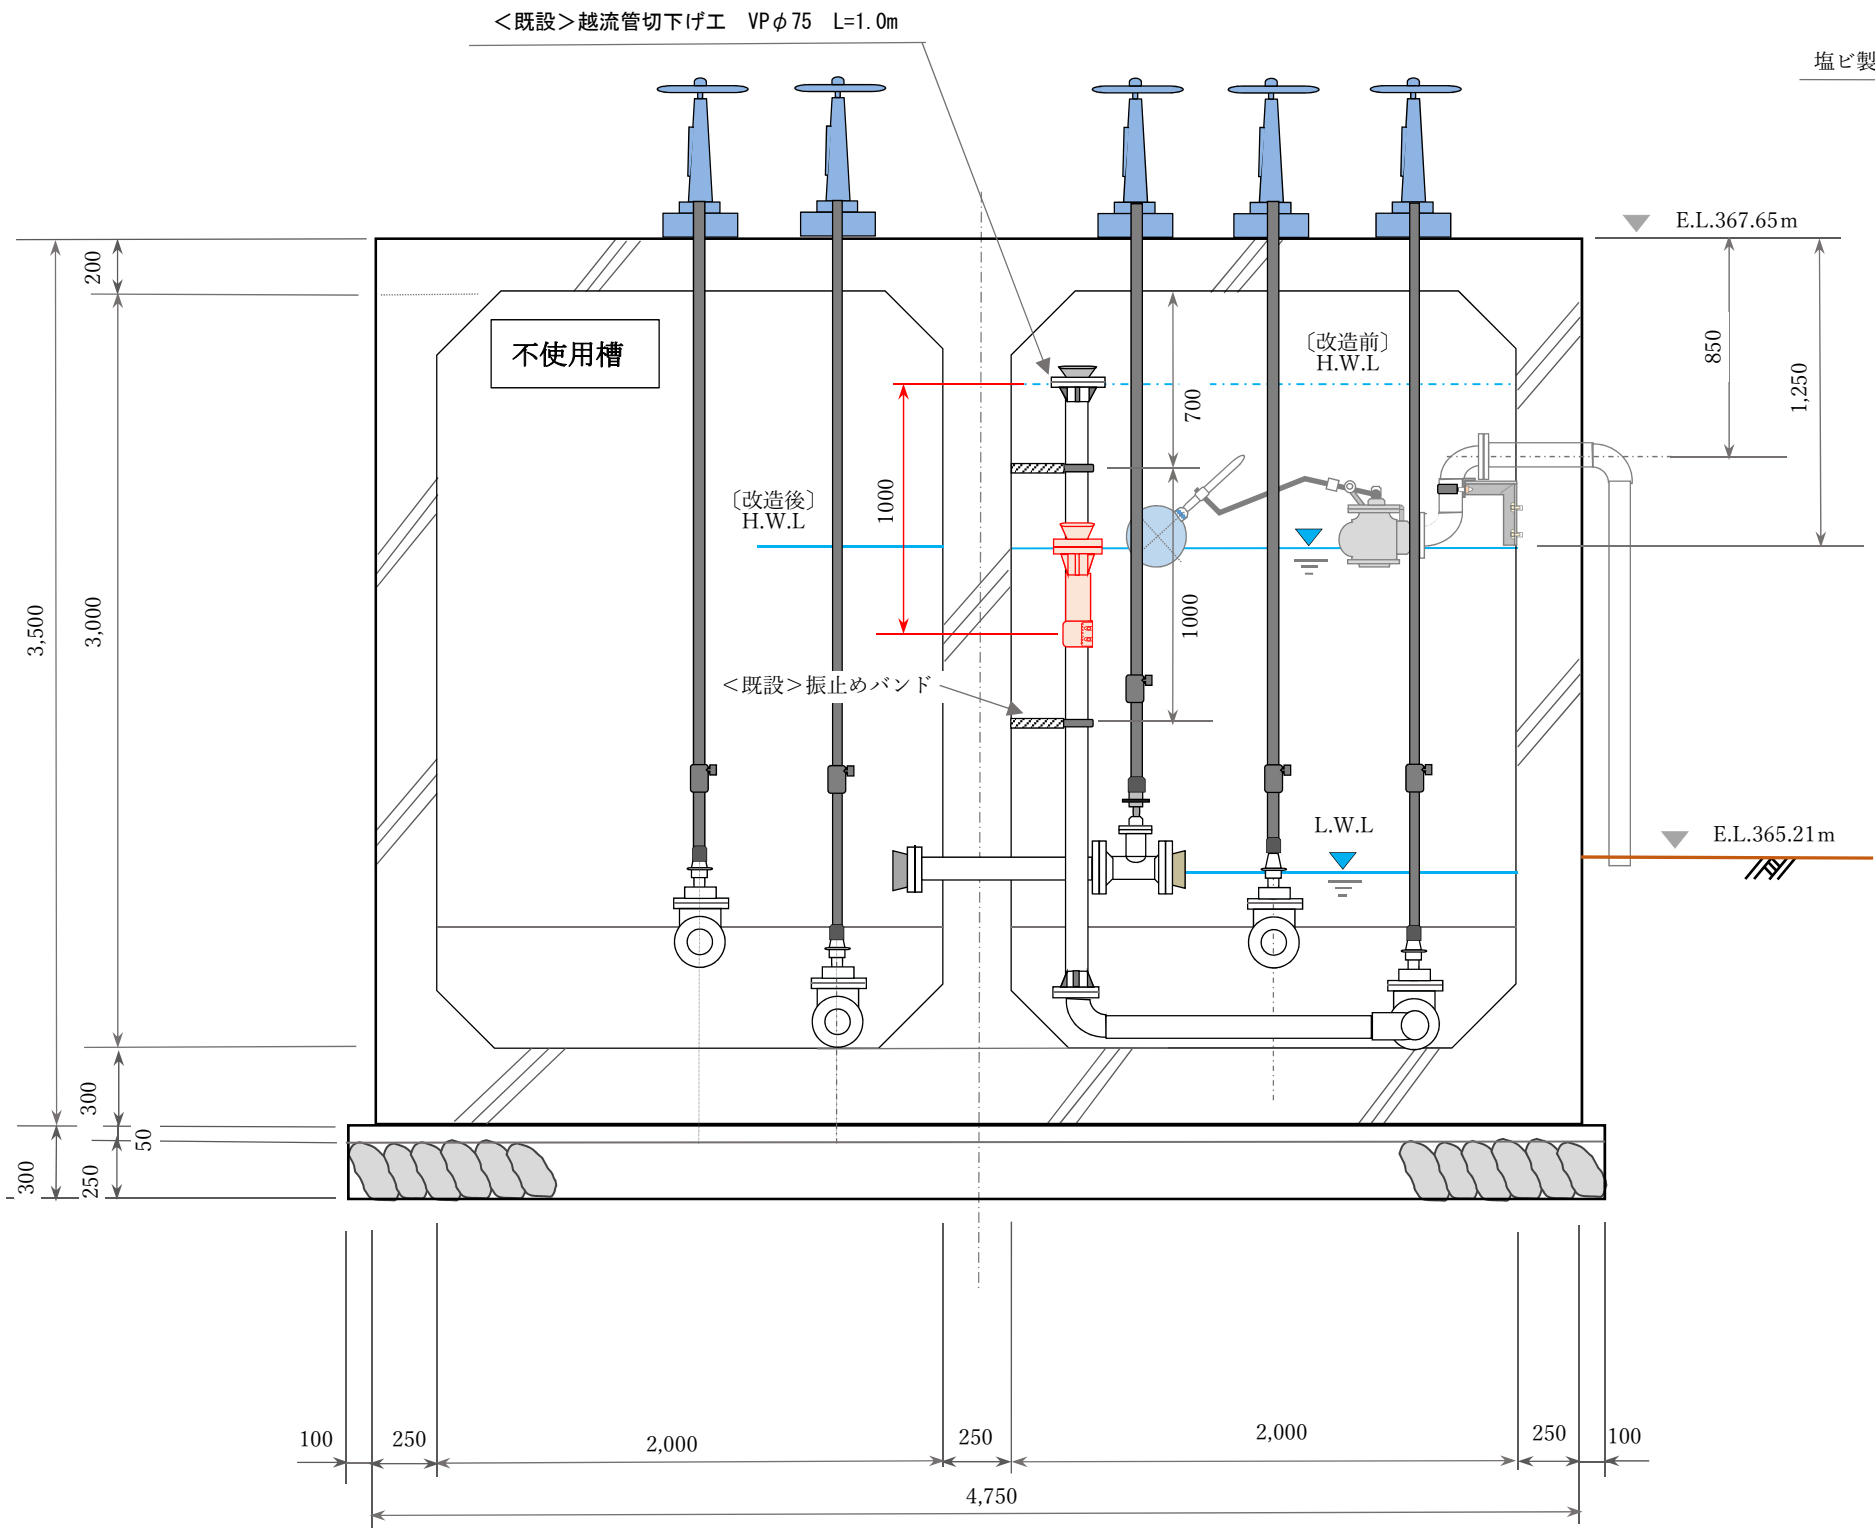 ＜既設＞越流管切下げ工　VPφ75　L=1.0m
塩ビ製
E.L.367.65m
200
不使用槽
〔改造前〕
H.W.L
850
1,250
700
〔改造後〕
H.W.L
1000
3,500
3,000
1000
＜既設＞振止めバンド
L.W.L
E.L.365.21m
300
50
300
250
100
250
2,000
250
2,000
250
100
4,750